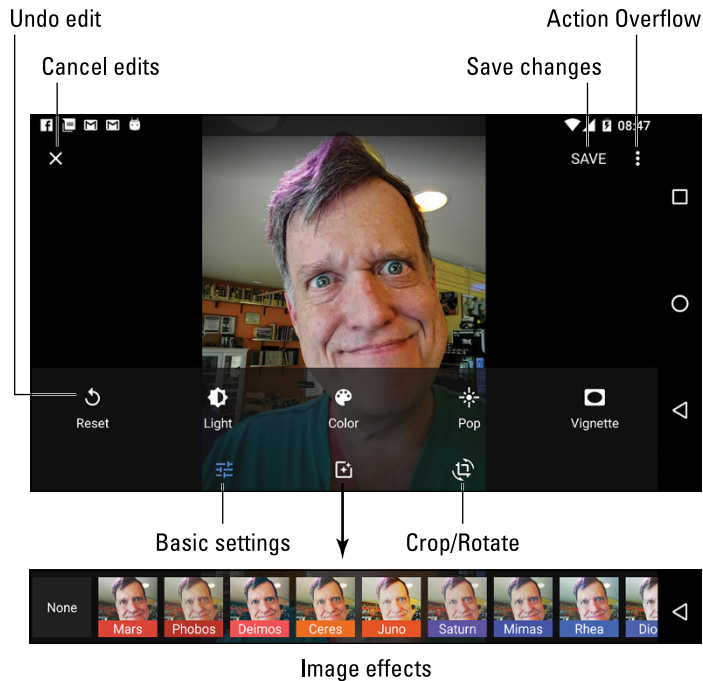 Undo edit
Action Overflow
Cancel edits
Save changes
08:47
SAVE
Reset
Light
Color
Pop
Vignette
Basic settings
Crop/Rotate
None
Mars
Phobos
Deimos
Ceres
Juno
Saturn
Mimas
Rhea
Dio
Image effects